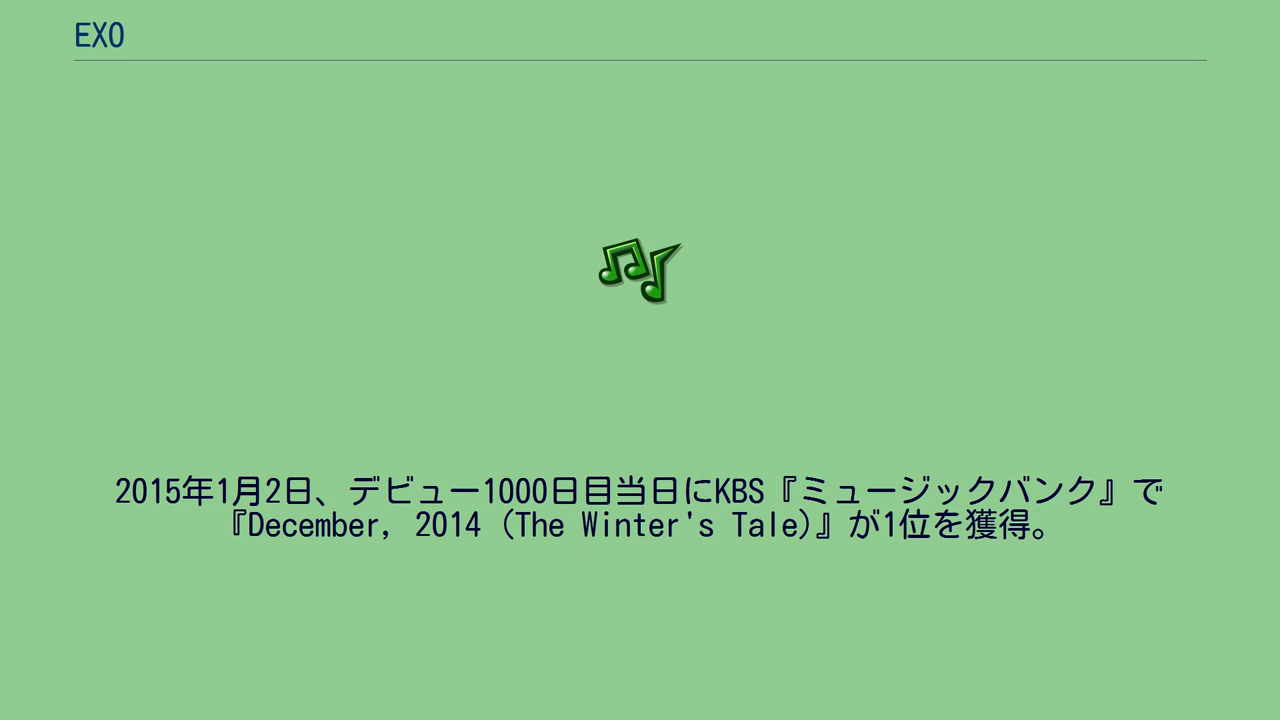 EXO
2015年1月2日、デビュー1000日目当日にKBS『ミュージックバンク』で
『December, 2014 (The Winter's Tale)』が1位を獲得。